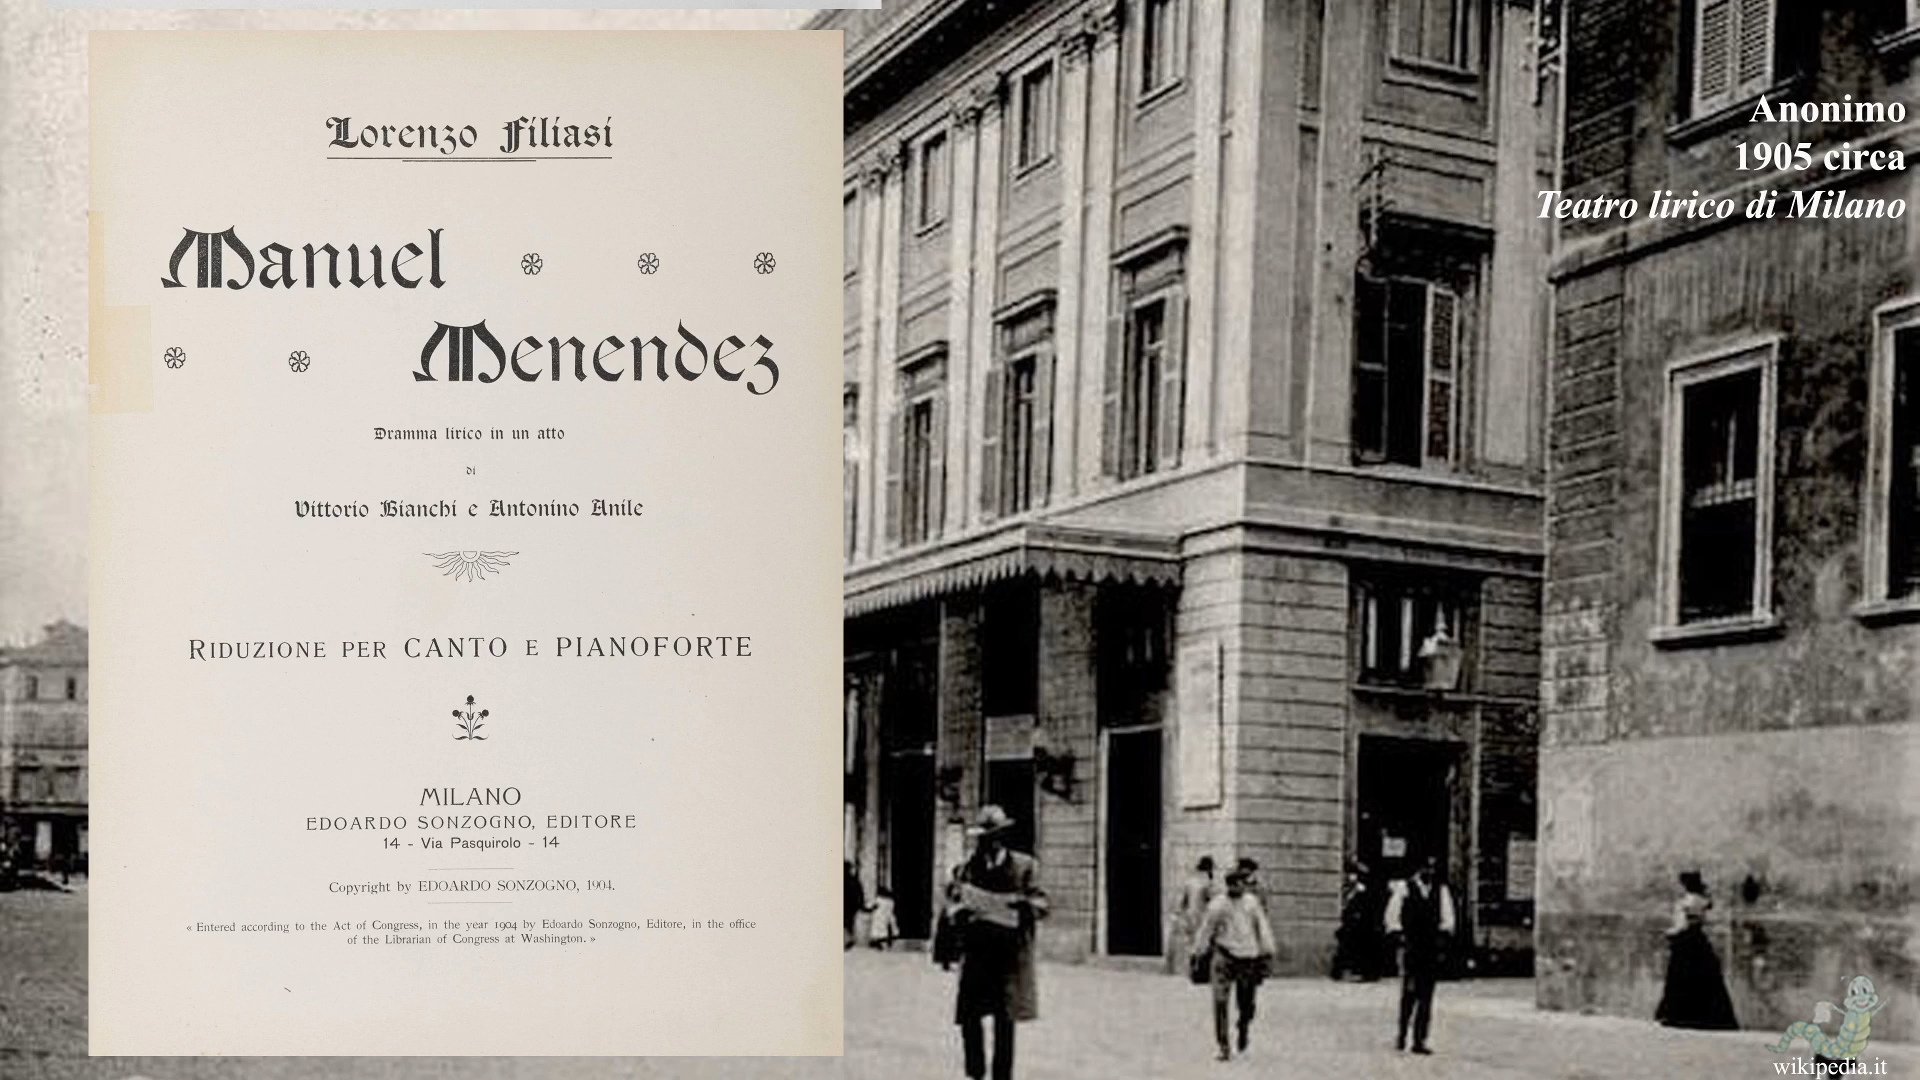 Lorenzo Filiasi
Manuel
Menendez
Dramma lirico in un atto
di
Vittorio Bianchi e Antonino Anile
RIDUZIONE PER CANTO E PIANOFORTE
MILANO
EDOARDO SONZOGNO, EDITORE
14 - Via Pasquirolo - 14
Copyright by EDOARDO SONZOGNO, 1904.
« Entered according to the Act of Congress, in the year 1904 by Edoardo Sonzogno, Editore, in the office
of the Librarian of Congress at Washington. »
Anonimo
1905 circa
Teatro lirico di Milano
wikipedia.it